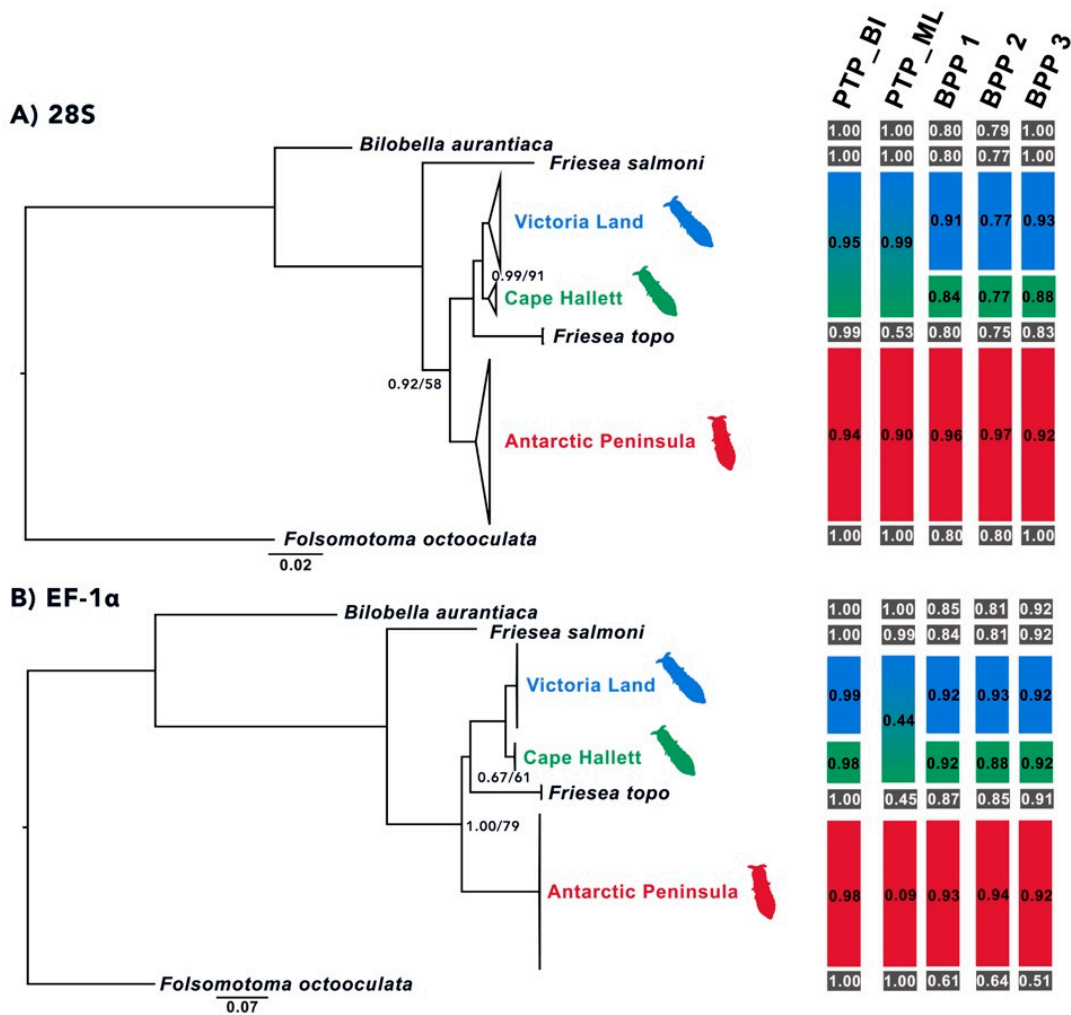 PTP_BI PTP_ML BPP 1 BPP 2 BPP 3
A) 28S
1.00 1.00 0.80 0.79 1.00
Bilobella aurantiaca
1.00 1.00 0.80 0.77 1.00
Friesea salmoni
Victoria Land
0.91 0.77 0.93
0.95 0.99
0.99/91
Cape Hallett
0.84 0.77 0.88
Friesea topo
0.99 0.53 0.80 0.75 0.83
0.92/58
Antarctic Peninsula
0.94 0.90 0.96 0.97 0.92
Folsomotoma octooculata
1.00 1.00 0.80 0.80 1.00
0.02
B) EF-1α
Bilobella aurantiaca
1.00 1.00 0.85 0.81 0.92
Friesea salmoni
1.00 0.99 0.84 0.81 0.92
Victoria Land
0.99 0.92 0.93 0.92
0.44
Cape Hallett
0.98 0.92 0.88 0.92
0.67/61
Friesea topo
1.00 0.45 0.87 0.85 0.91
1.00/79
Antarctic Peninsula
0.98 0.09 0.93 0.94 0.92
Folsomotoma octooculata
1.00 1.00 0.61 0.64 0.51
0.07